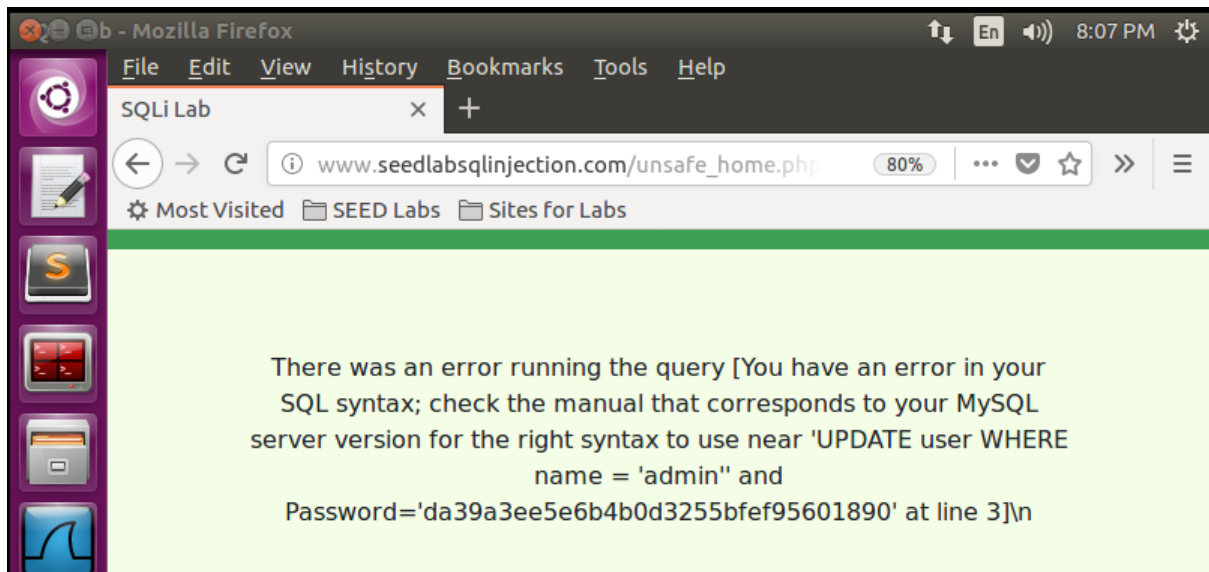 b - Mozilla Firefox En 8:07 PM
File Edit View History Bookmarks Tools Help
SQLi Lab
www.seedlabsqlinjection.com/unsafe_home.php 80%
Most Visited SEED Labs Sites for Labs
There was an error running the query [You have an error in your
SQL syntax; check the manual that corresponds to your MySQL
server version for the right syntax to use near 'UPDATE user WHERE
name = 'admin'' and
Password='da39a3ee5e6b4b0d3255bfef95601890' at line 3]\n